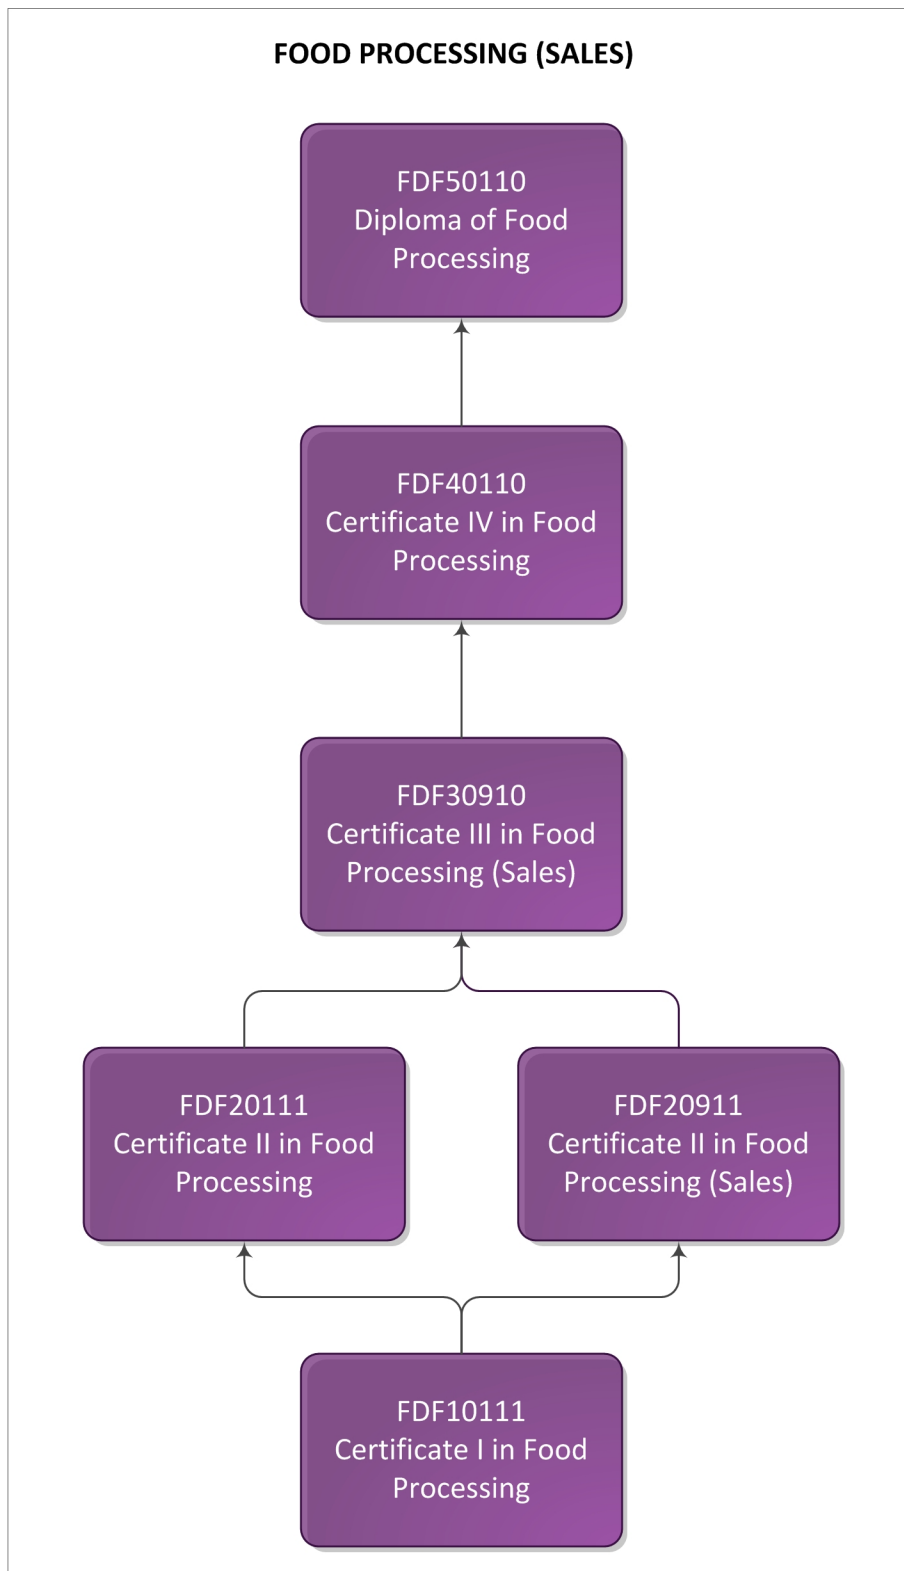 FOOD PROCESSING (SALES)
FDF50110
Diploma of Food
Processing
FDF40110
Certificate IV in Food
Processing
FDF30910
Certificate III in Food
Processing (Sales)
FDF20111
Certificate II in Food
Processing
FDF20911
Certificate II in Food
Processing (Sales)
FDF10111
Certificate I in Food
Processing